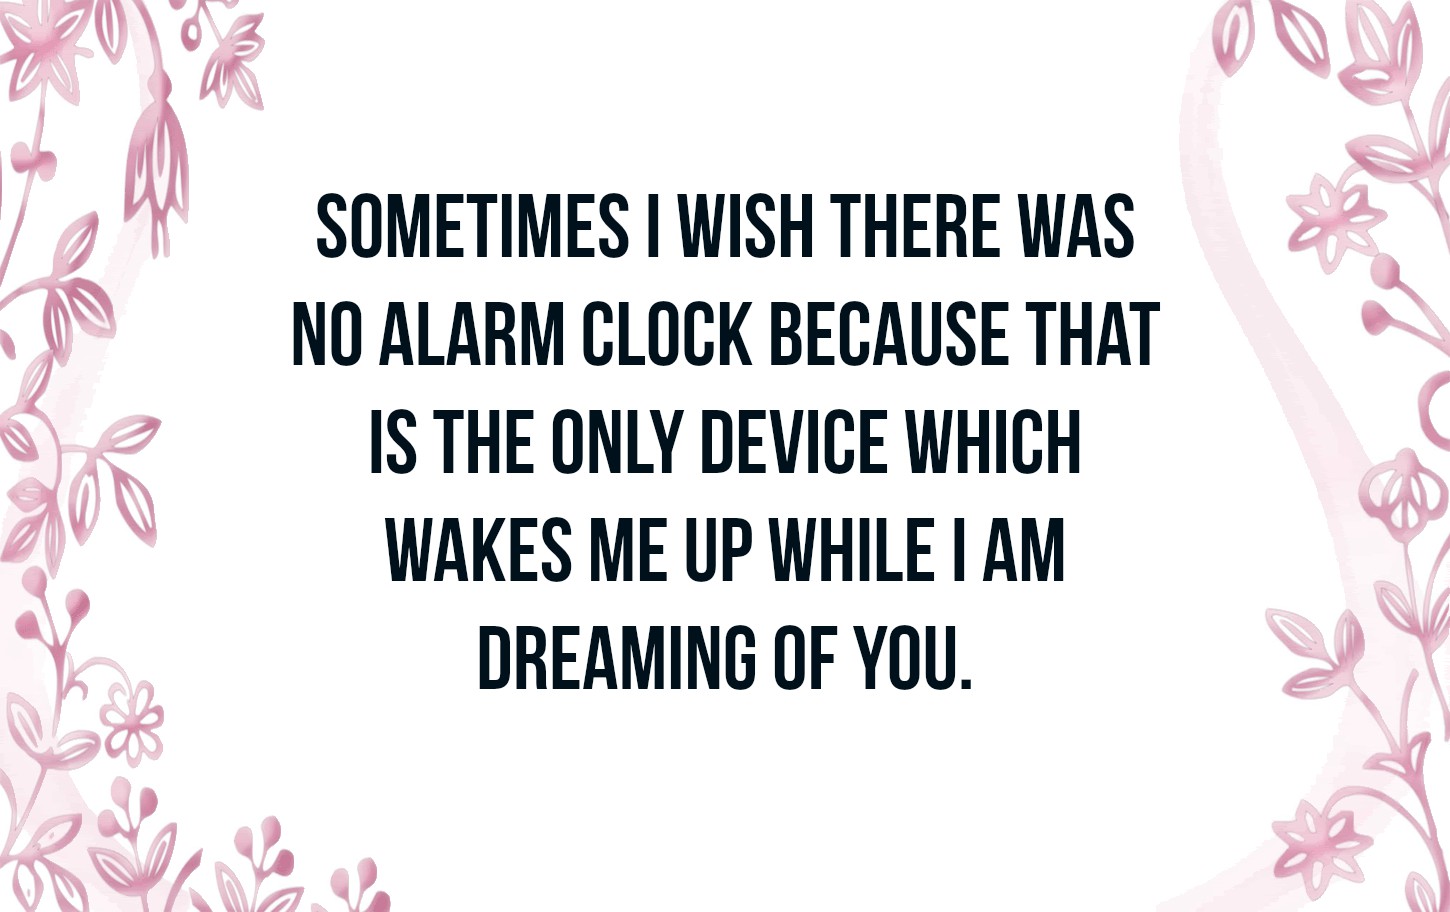 SOMETIMES I WISH THERE WAS
NO ALARM CLOCK BECAUSE THAT
IS THE ONLY DEVICE WHICH
WAKES ME UP WHILE I AM
DREAMING OF YOU.